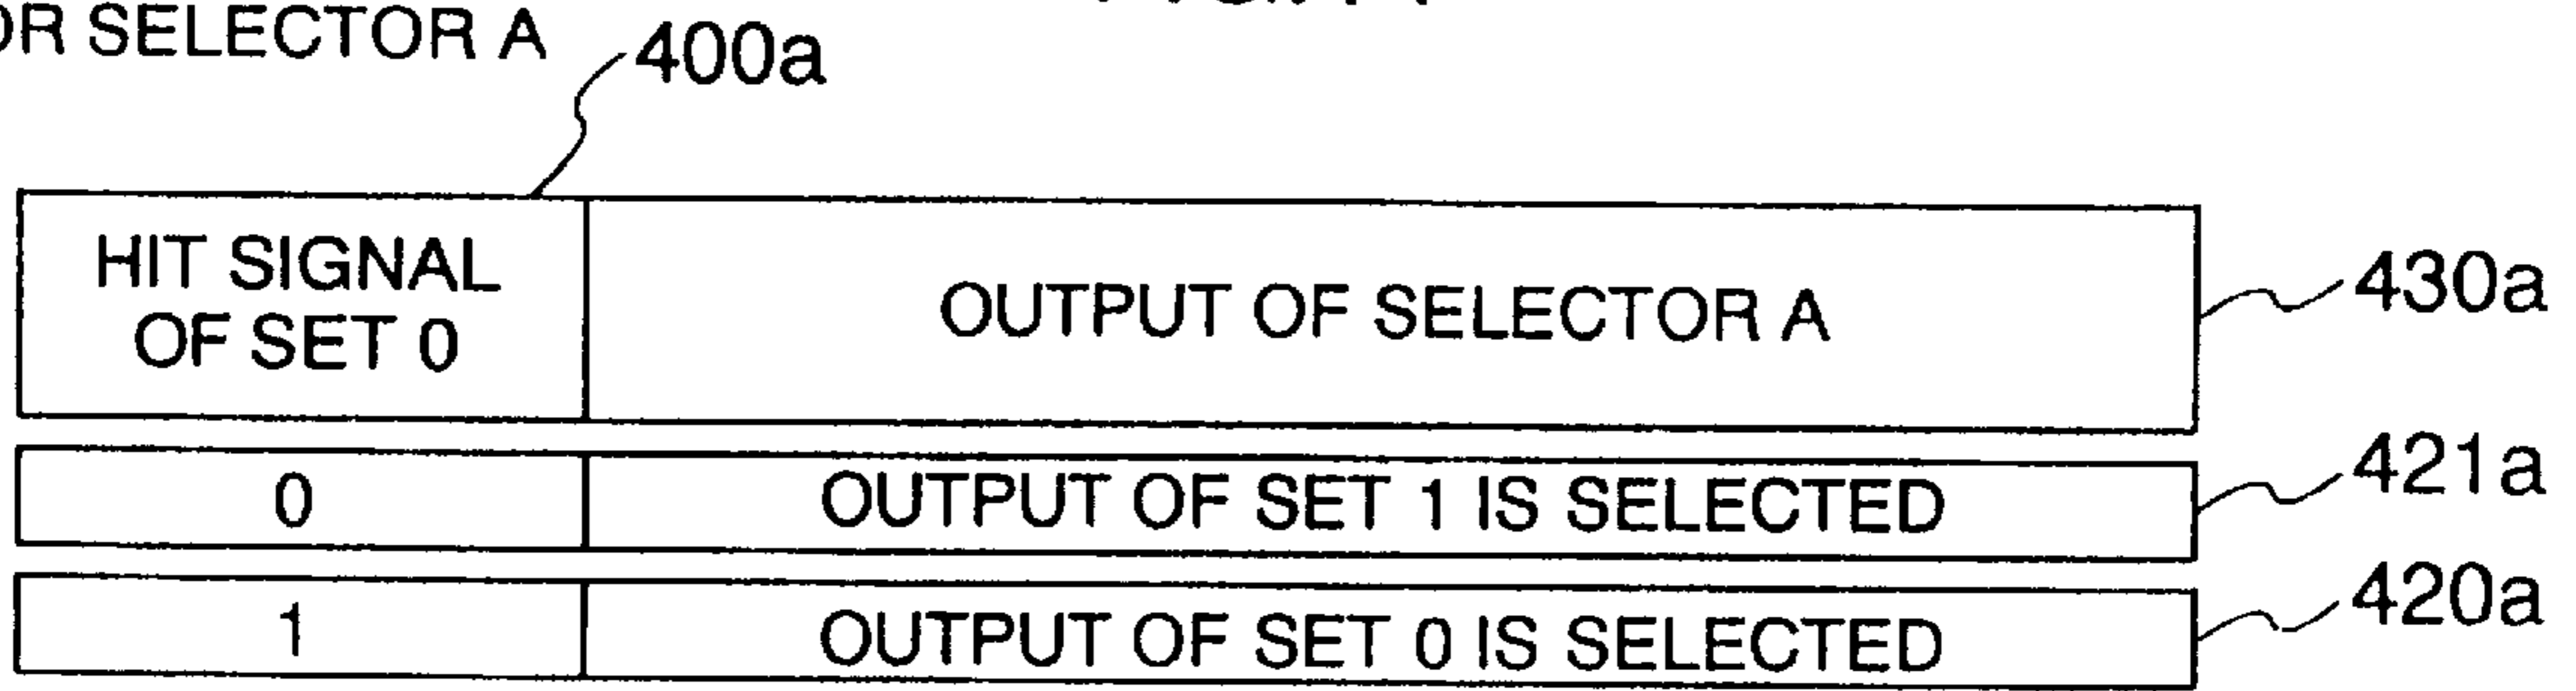 OR SELECTOR A
400a
HIT SIGNAL
OF SET 0
OUTPUT OF SELECTOR A
430a
0
OUTPUT OF SET 1 IS SELECTED
421a
1
OUTPUT OF SET 0 IS SELECTED
420a